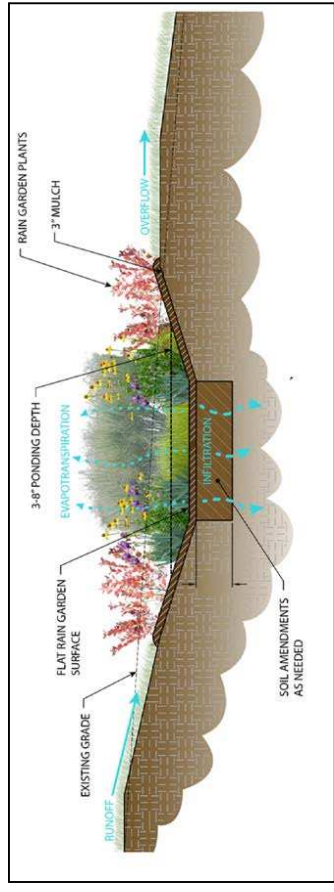 RUNOFF
EXISTING GRADE
FLAT RAIN GARDEN
SURFACE
EVAPOTRANSPIRATION
3-8" PONDING DEPTH
3" MULCH
RAIN GARDEN PLANTS
OVERFLOW
INFILTRATION
SOIL AMENDMENTS
AS NEEDED